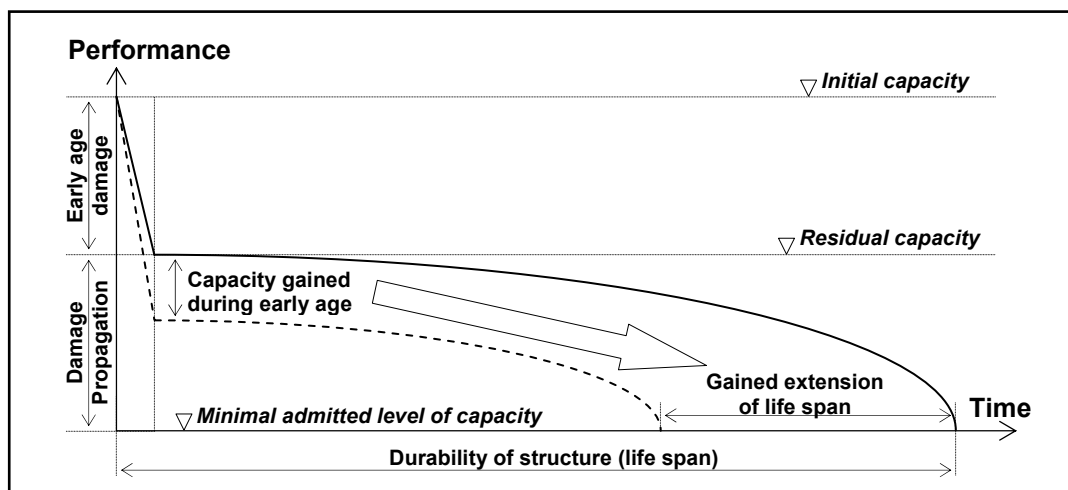 Performance
Initial capacity
Early age
damage
Residual capacity
Capacity gained
during early age
Damage
Propagation
Gained extension
of life span
Minimal admitted level of capacity
Time
Durability of structure (life span)